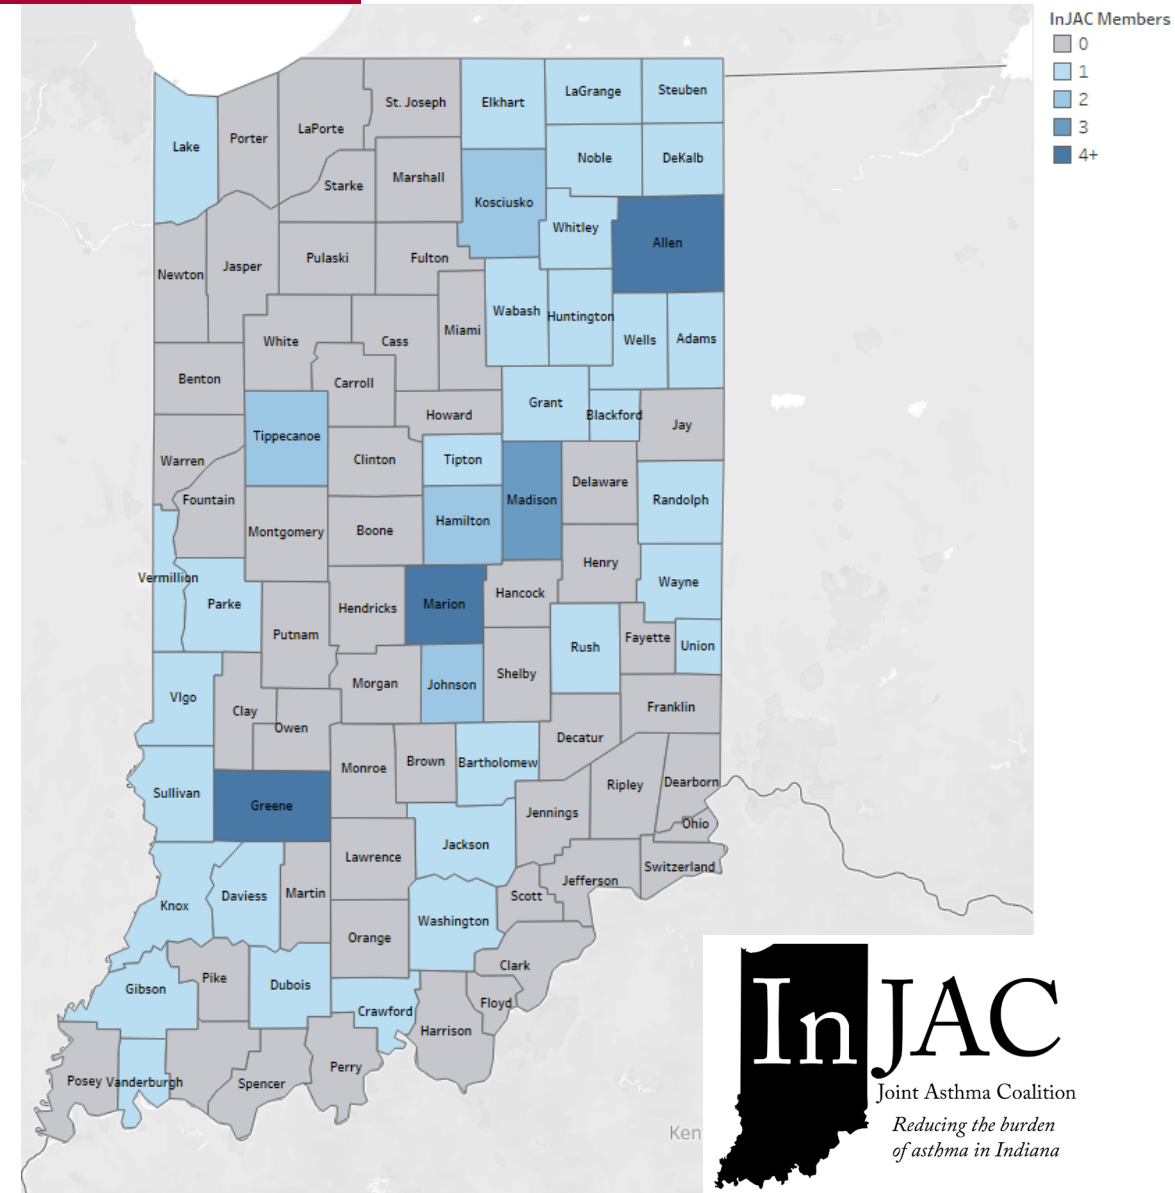 InJAC Members
0
1
2
3
4+
St. Joseph
Elkhart
LaGrange
Steuben
Lake
Porter
LaPorte
Noble
DeKalb
Starke
Marshall
Kosciusko
Whitley
Allen
Newton
Jasper
Pulaski
Fulton
Wabash
Huntington
Miami
White
Cass
Wells
Adams
Benton
Carroll
Grant
Blackford
Howard
Jay
Tippecanoe
Warren
Clinton
Tipton
Delaware
Fountain
Madison
Randolph
Montgomery
Boone
Hamilton
Henry
Vermillion
Parke
Hendricks
Marion
Hancock
Wayne
Putnam
Rush
Fayette
Union
VIgo
Clay
Owen
Morgan
Johnson
Shelby
Franklin
Decatur
Sullivan
Greene
Monroe
Brown
Bartholomew
Jennings
Ripley
Dearborn
Ohio
Lawrence
Jackson
Switzerland
Jefferson
Knox
Daviess
Martin
Scott
Orange
Washington
Clark
Gibson
Pike
Dubois
Crawford
Floyd
Harrison
Posey
Vanderburgh
Spencer
Perry
Ken
InJAC
Joint Asthma Coalition
Reducing the burden
of asthma in Indiana